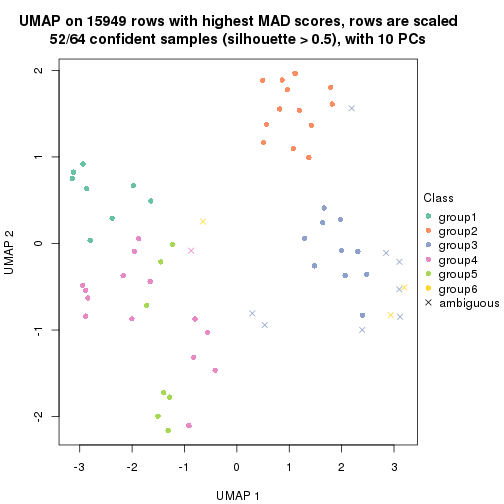 UMAP on 15949 rows with highest MAD scores, rows are scaled
52/64 confident samples (silhouette > 0.5), with 10 PCs
2
1
0
-1
-2
UMAP 2
-3
-2
-1
0
1
2
3
UMAP 1
Class
group1
group2
group3
group4
group5
group6
ambiguous